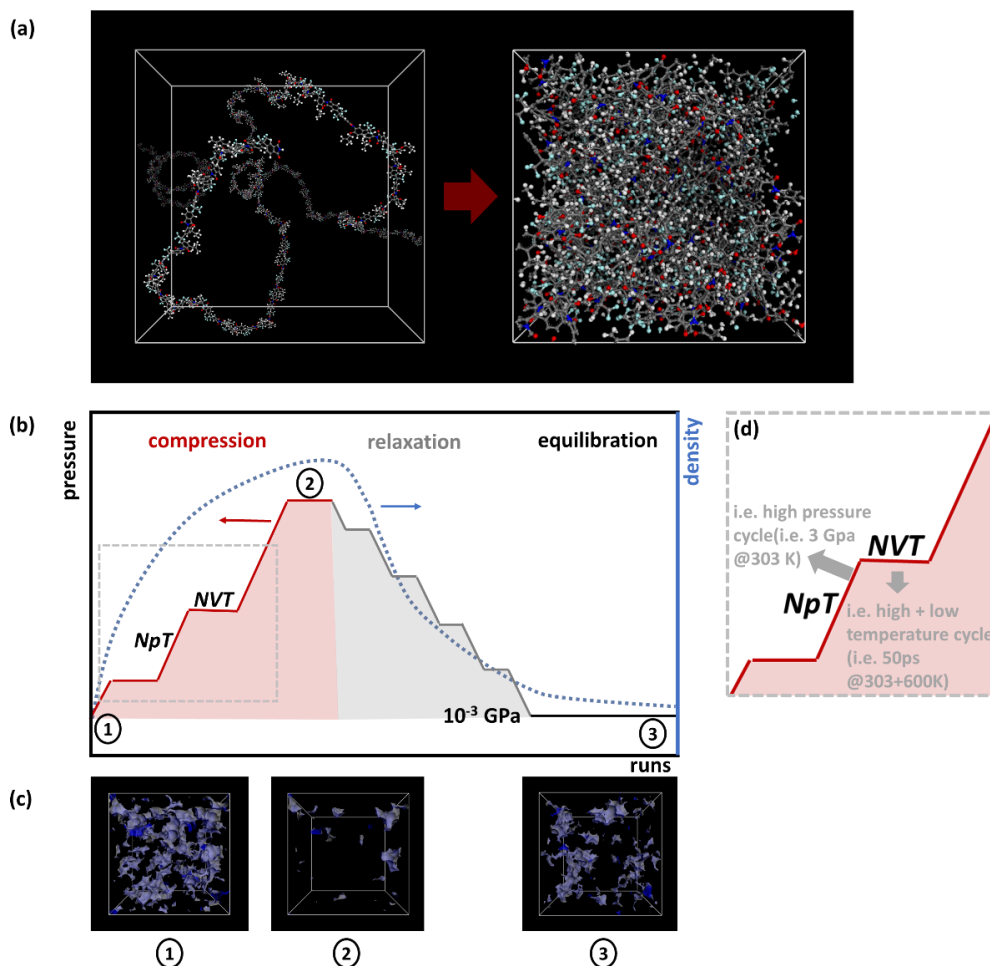 (a)
(b)
compression
relaxation
equilibration
pressure
density
2
NVT
NpT
10⁻³ GPa
1
3
runs
(d)
i.e. high pressure
cycle(i.e. 3 Gpa
@303 K)
NVT
NpT
i.e. high + low
temperature cycle
(i.e. 50ps
@303+600K)
(c)
1
2
3